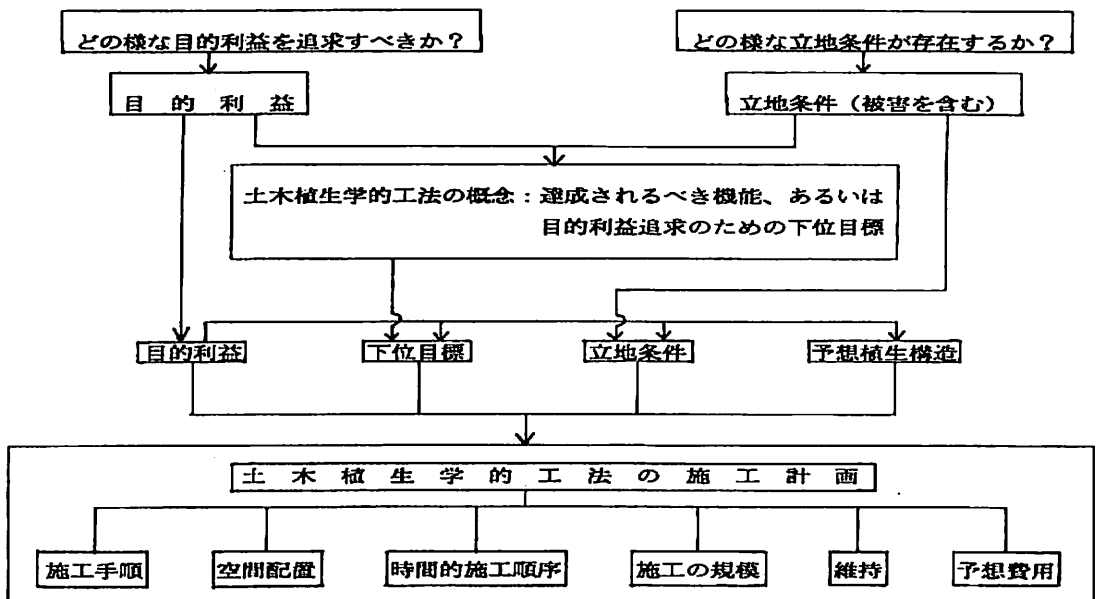 どの様な目的利益を追求すべきか？
どの様な立地条件が存在するか？
目的利益
立地条件（被害を含む）
土木植生学的工法の概念：達成されるべき機能、あるいは
目的利益追求のための下位目標
目的利益
下位目標
立地条件
予想植生構造
土木植生学的工法の施工計画
施工手順
空間配置
時間的施工順序
施工の規模
維持
予想費用